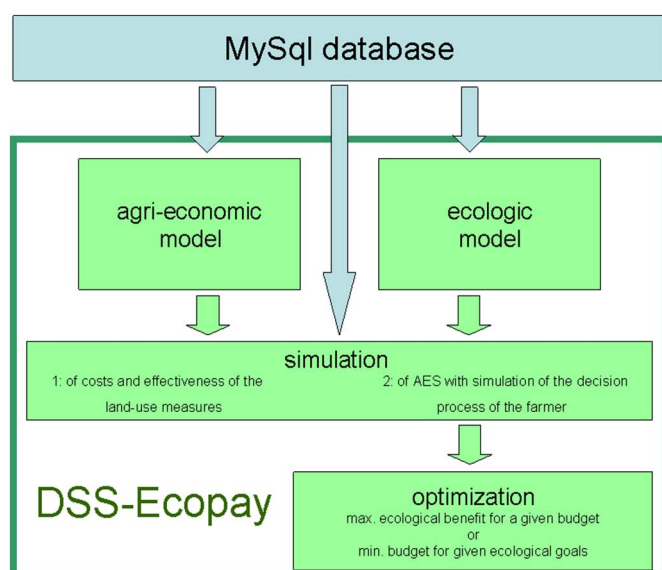 MySql database
agri-economic
model
ecologic
model
simulation
1: of costs and effectiveness of the
land-use measures
2: of AES with simulation of the decision
process of the farmer
DSS-Ecopay
optimization
max. ecological benefit for a given budget
or
min. budget for given ecological goals